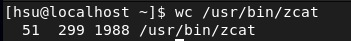 [hsu@localhost ~]$ wc /usr/bin/zcat
51 299 1988 /usr/bin/zcat